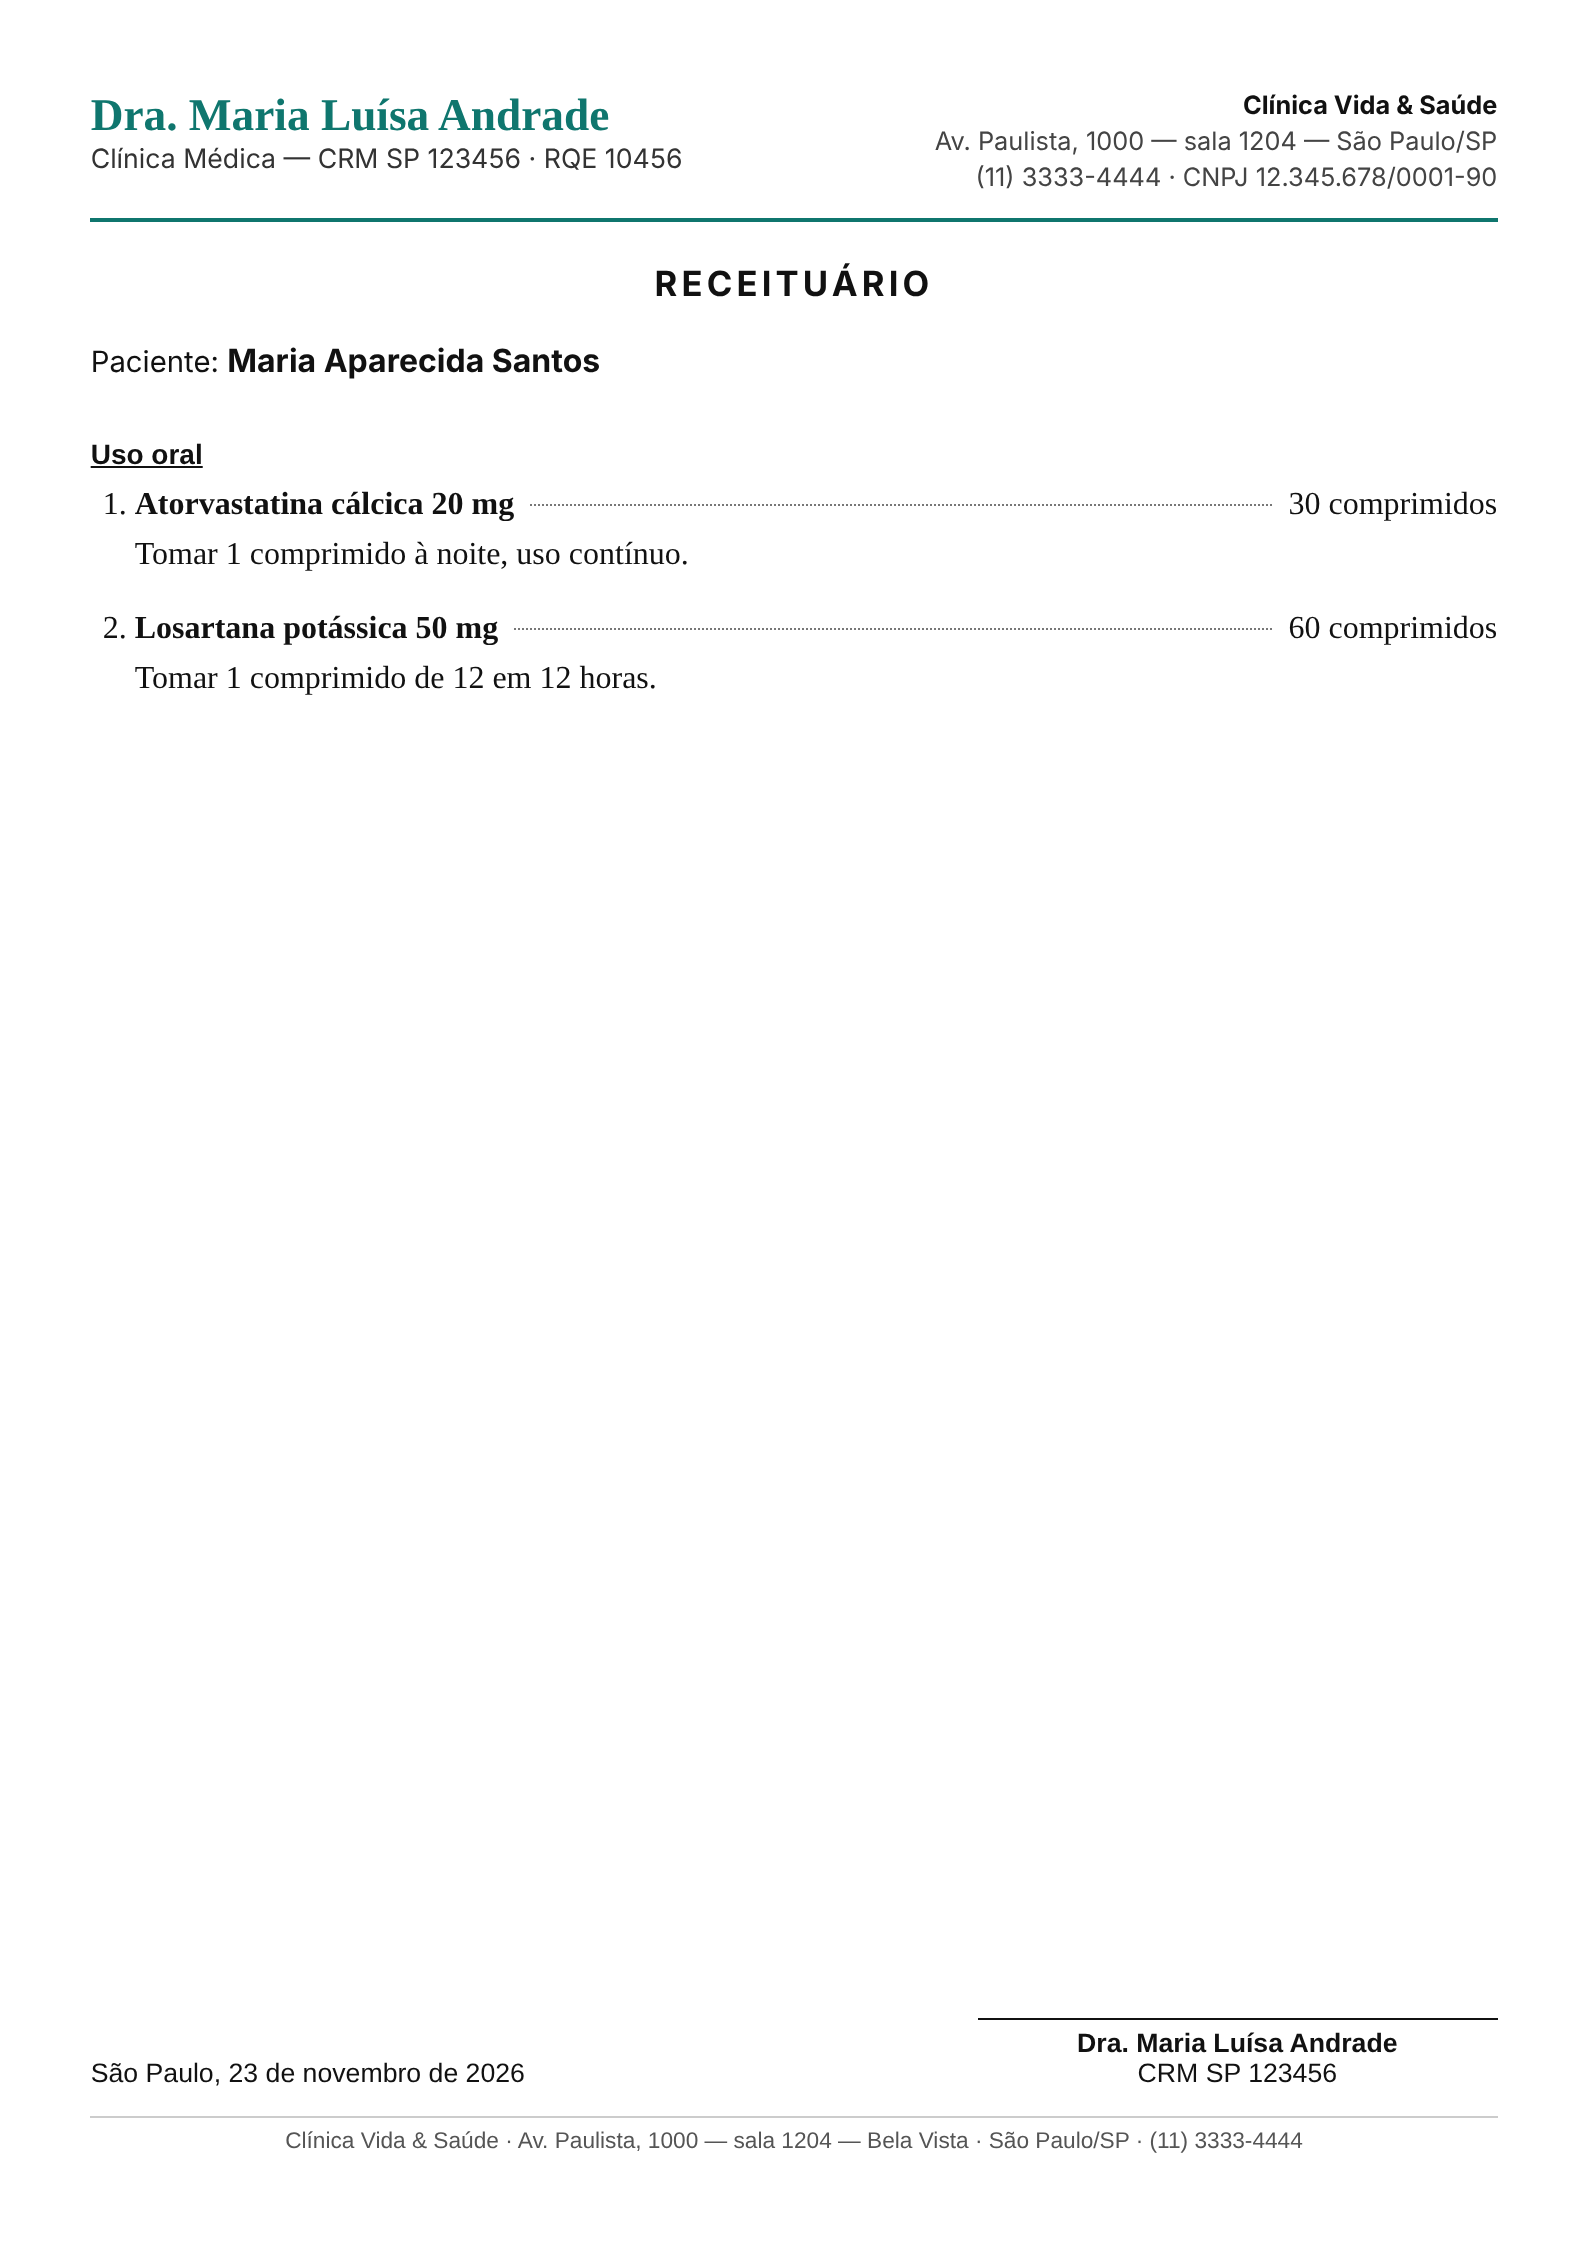 Dra. Maria Luísa Andrade
Clínica Médica — CRM SP 123456 · RQE 10456
Clínica Vida & Saúde
Av. Paulista, 1000 — sala 1204 — São Paulo/SP
(11) 3333-4444 · CNPJ 12.345.678/0001-90
RECEITUÁRIO
Paciente: Maria Aparecida Santos
Uso oral
1. Atorvastatina cálcica 20 mg 30 comprimidos
Tomar 1 comprimido à noite, uso contínuo.
2. Losartana potássica 50 mg 60 comprimidos
Tomar 1 comprimido de 12 em 12 horas.
Dra. Maria Luísa Andrade
CRM SP 123456
São Paulo, 23 de novembro de 2026
Clínica Vida & Saúde · Av. Paulista, 1000 — sala 1204 — Bela Vista · São Paulo/SP · (11) 3333-4444